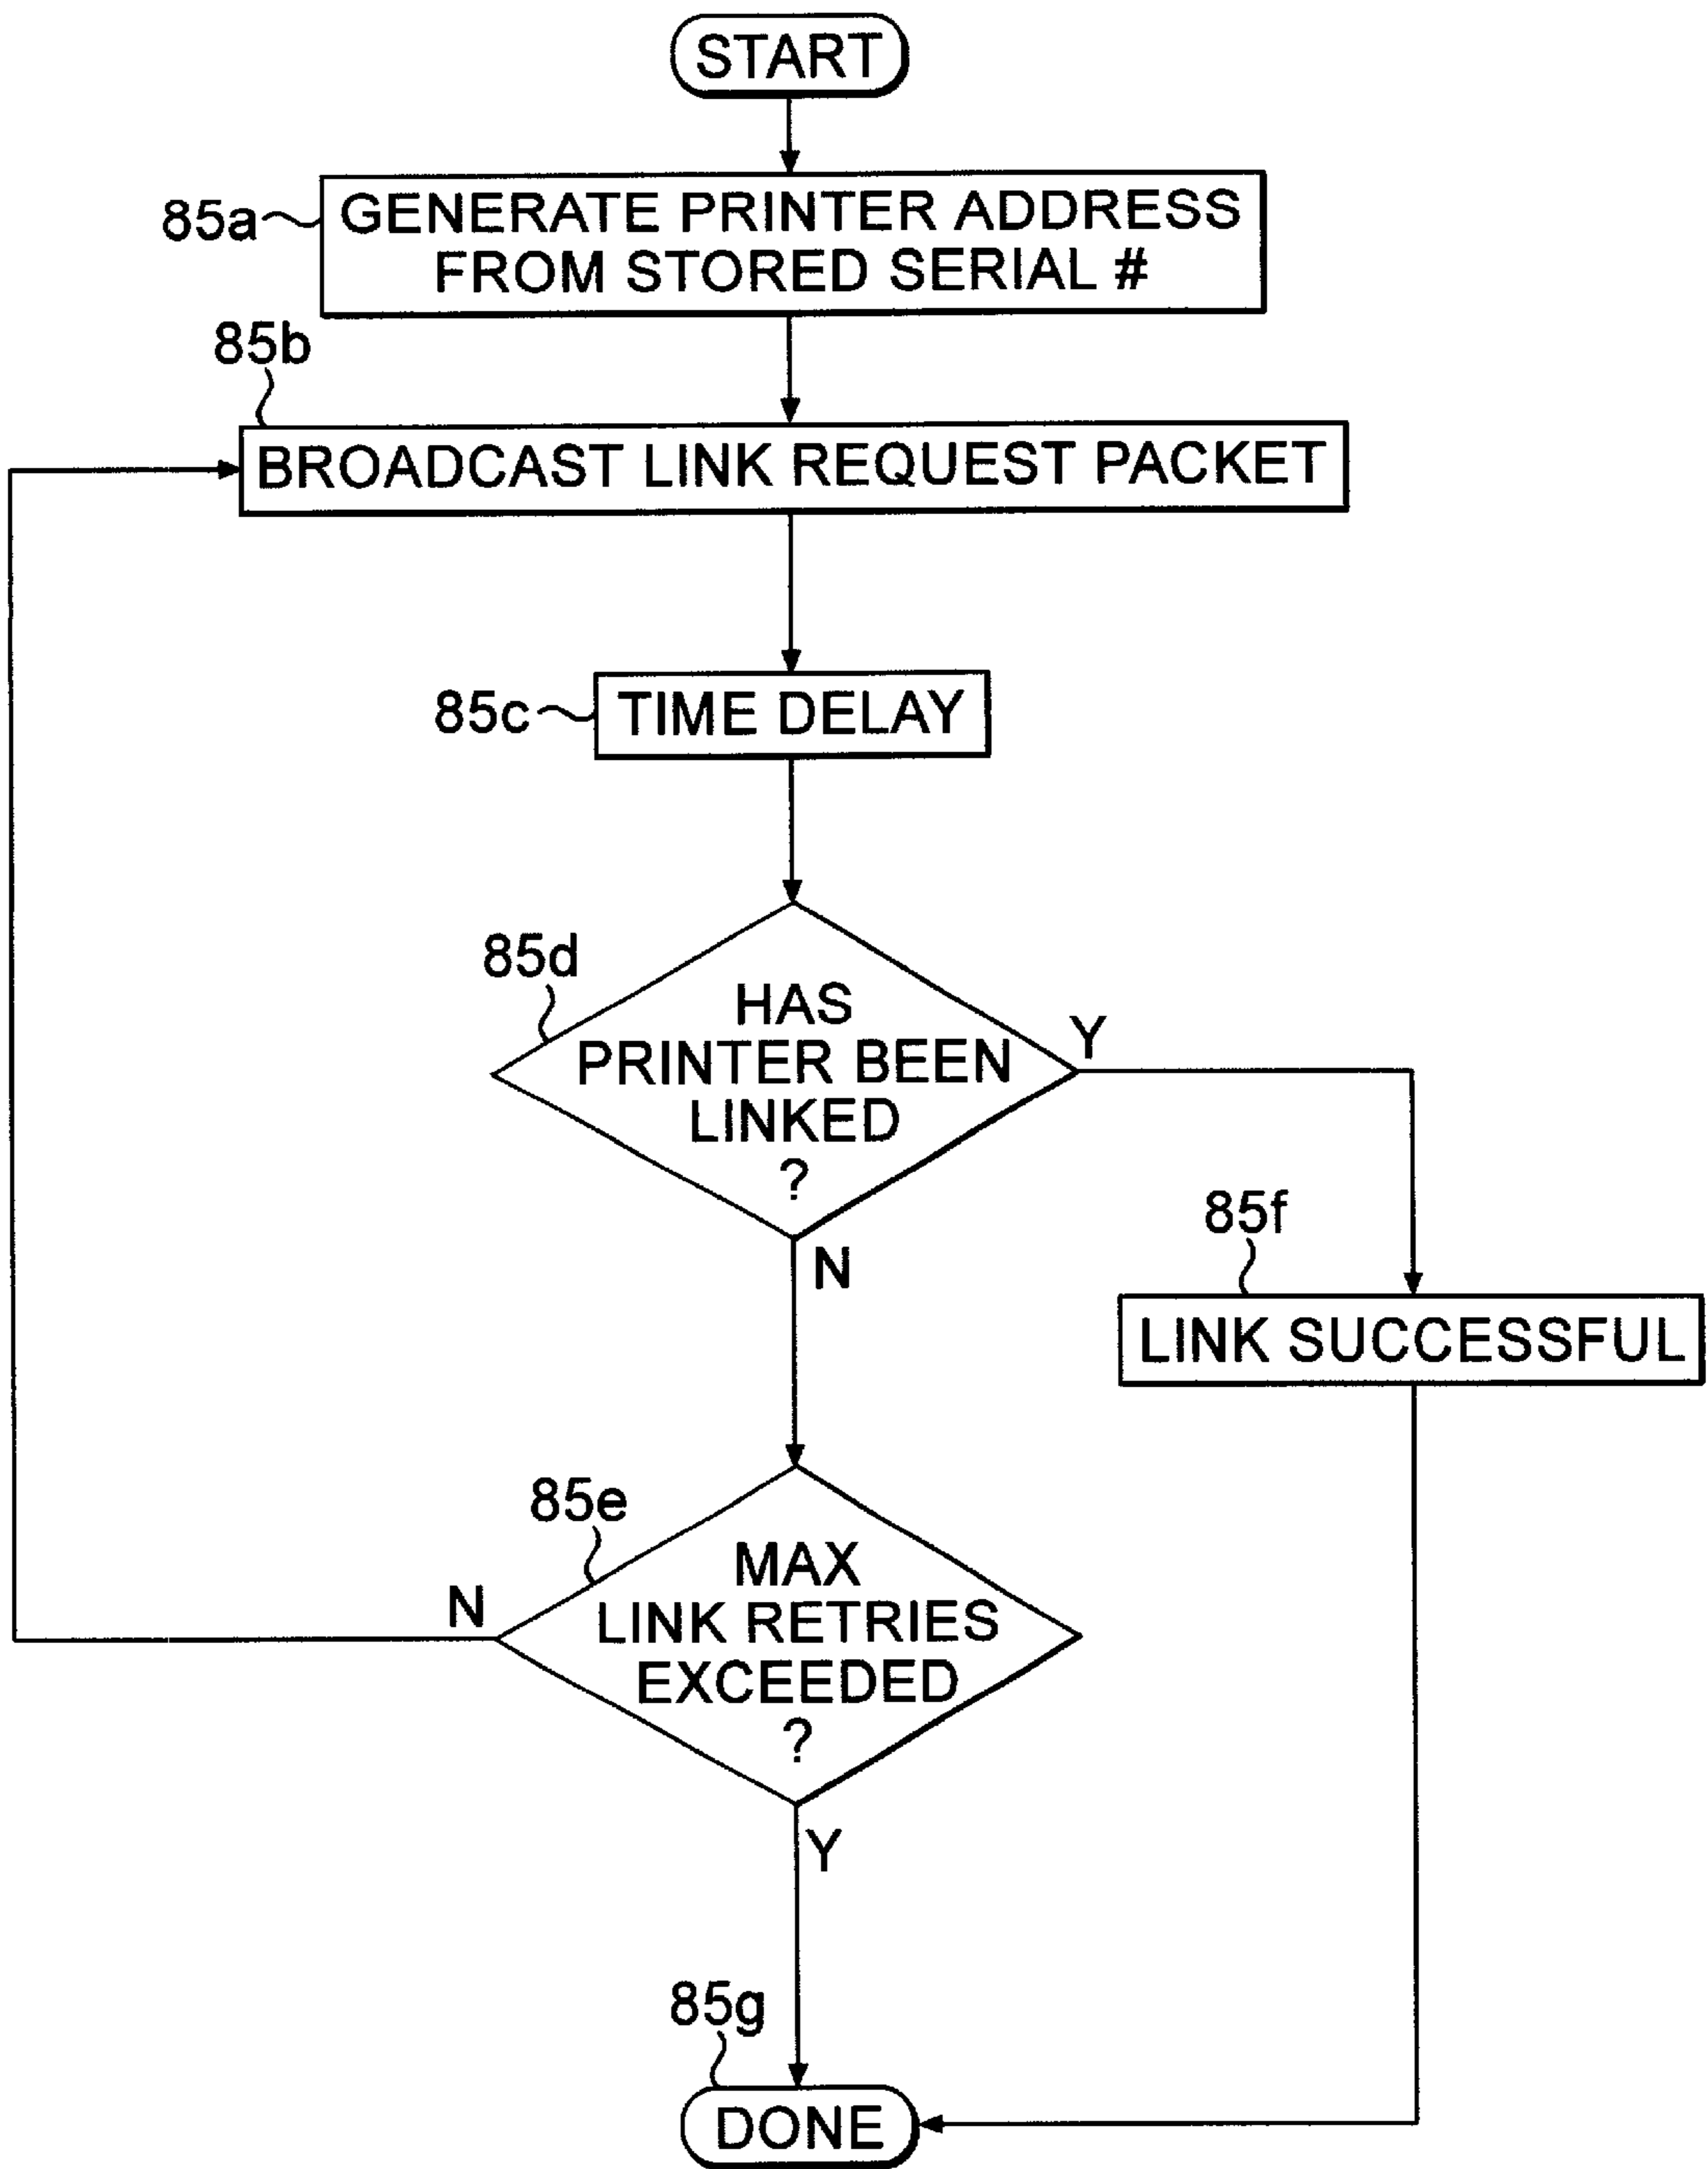 START
85a
GENERATE PRINTER ADDRESS
FROM STORED SERIAL #
85b
BROADCAST LINK REQUEST PACKET
85c
TIME DELAY
85d
HAS
PRINTER BEEN
LINKED
?
Y
N
85f
LINK SUCCESSFUL
85e
MAX
LINK RETRIES
EXCEEDED
?
N
Y
85g
DONE